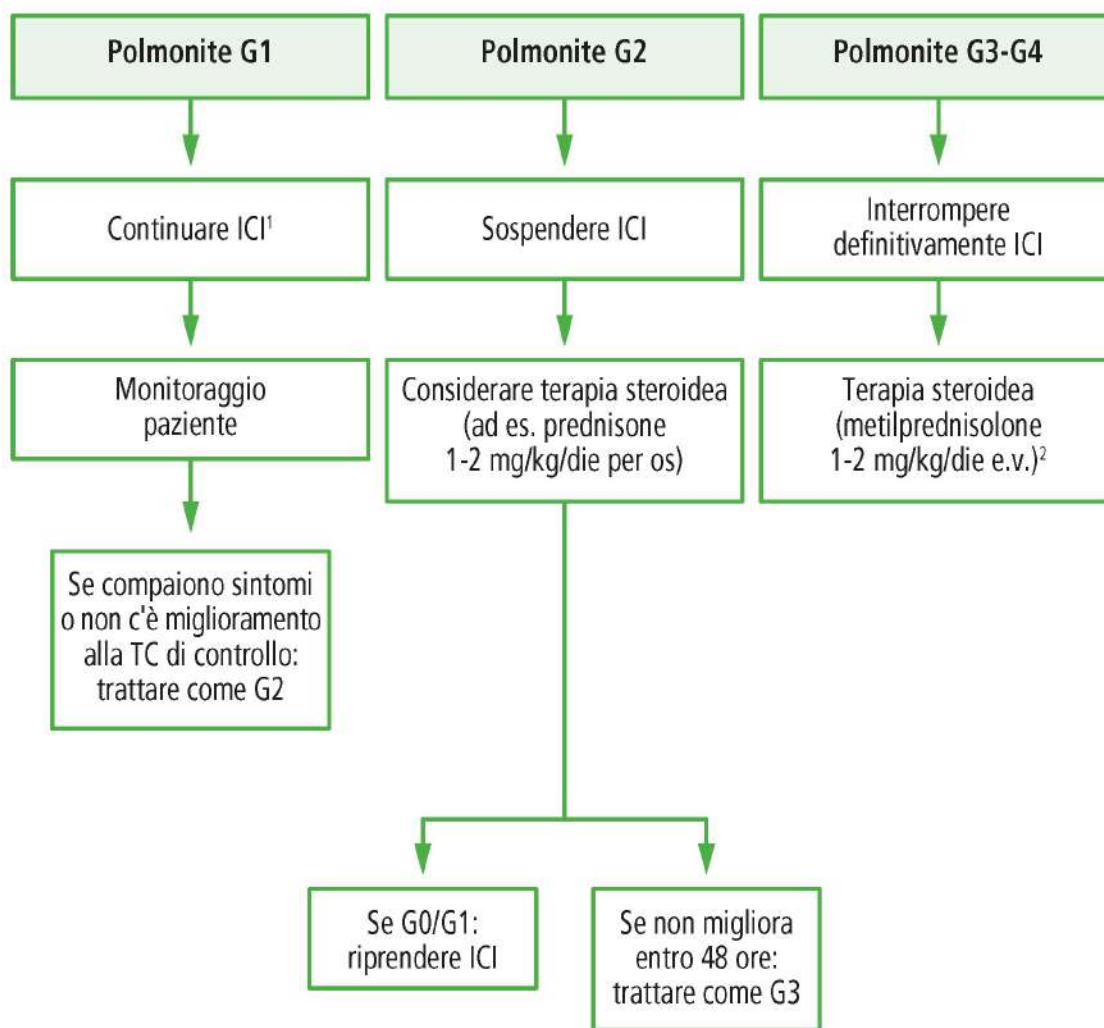 Polmonite G1
Polmonite G2
Polmonite G3-G4
Continuare ICI¹
Sospendere ICI
Interrompere
definitivamente ICI
Monitoraggio
paziente
Considerare terapia steroidea
(ad es. prednisone
1-2 mg/kg/die per os)
Terapia steroidea
(metilprednisolone
1-2 mg/kg/die e.v.)²
Se compaiono sintomi
o non c'è miglioramento
alla TC di controllo:
trattare come G2
Se G0/G1:
riprendere ICI
Se non migliora
entro 48 ore:
trattare come G3